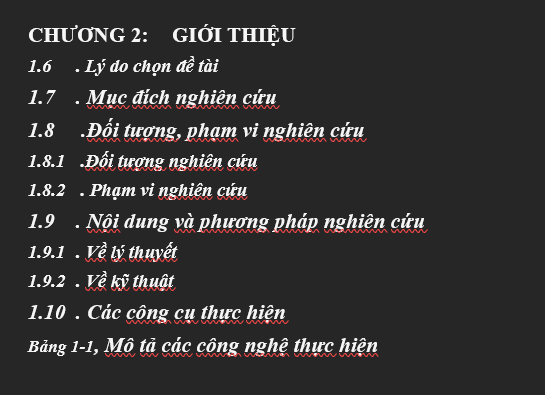 CHƯƠNG 2: GIỚI THIỆU
1.6 . Lý do chọn đề tài
1.7 . Mục đích nghiên cứu
1.8 .Đối tượng, phạm vi nghiên cứu
1.8.1 .Đối tượng nghiên cứu
1.8.2 . Phạm vi nghiên cứu
1.9 . Nội dung và phương pháp nghiên cứu
1.9.1 . Về lý thuyết
1.9.2 . Về kỹ thuật
1.10 . Các công cụ thực hiện
Bảng 1-1, Mô tả các công nghệ thực hiện